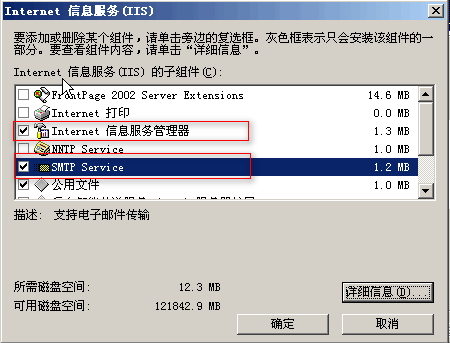 Internet 信息服务(IIS)
要添加或删除某个组件，请单击旁边的复选框。灰色框表示只会安装该组件的一
部分。要查看组件内容，请单击“详细信息”。
Internet 信息服务(IIS) 的子组件(C):
FrontPage 2002 Server Extensions 14.6 MB
Internet 打印 0.0 MB
Internet 信息服务管理器 1.3 MB
NNTP Service 1.0 MB
SMTP Service 1.2 MB
公用文件 1.0 MB
描述: 支持电子邮件传输
所需磁盘空间: 12.3 MB
可用磁盘空间: 121842.9 MB
详细信息(D)...
确定
取消